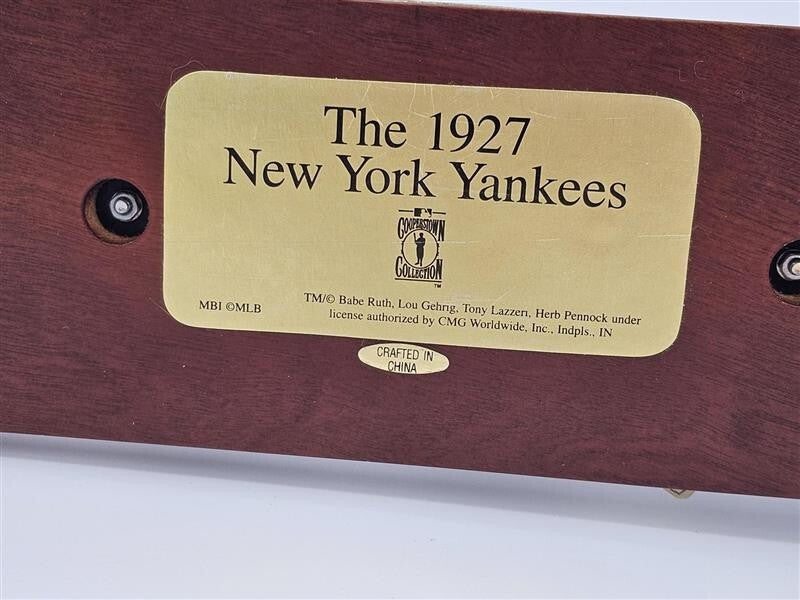 The 1927
New York Yankees
COOPERSTOWN
COLLECTION
TM
MBI ©MLB
TM/© Babe Ruth, Lou Gehrig, Tony Lazzeri, Herb Pennock under
license authorized by CMG Worldwide, Inc., Indpls., IN
CRAFTED IN
CHINA